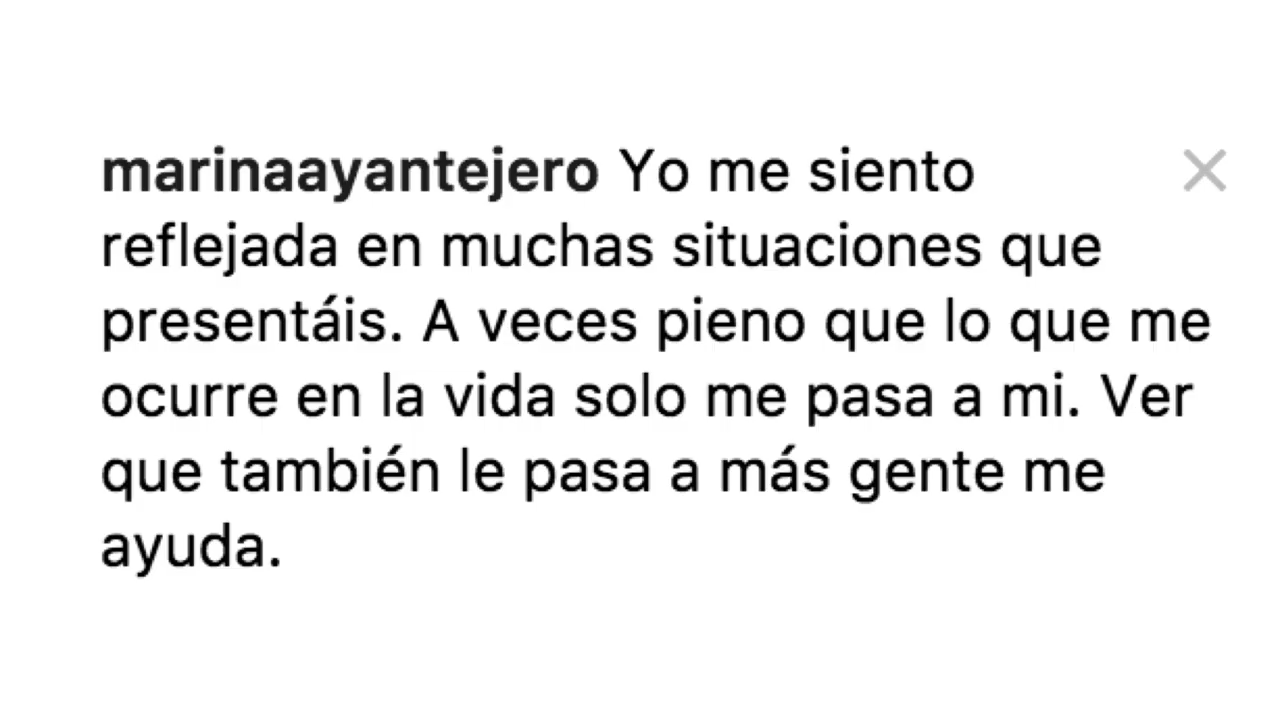 marinaayantejero Yo me siento
reflejada en muchas situaciones que
presentáis. A veces pieno que lo que me
ocurre en la vida solo me pasa a mi. Ver
que también le pasa a más gente me
ayuda.